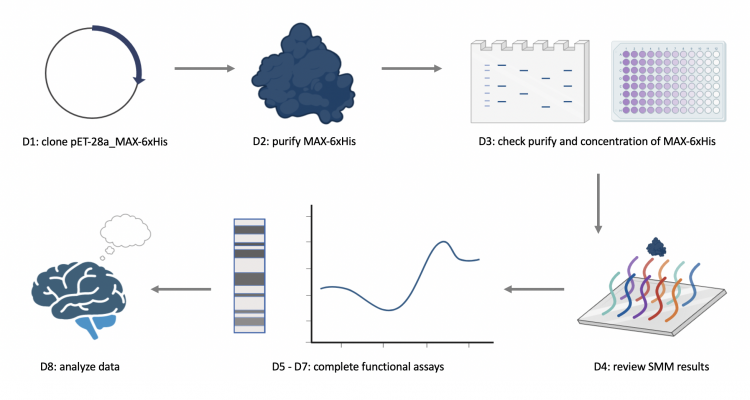 D1: clone pET-28a_MAX-6xHis
D2: purify MAX-6xHis
D3: check purify and concentration of MAX-6xHis
D4: review SMM results
D5 - D7: complete functional assays
D8: analyze data